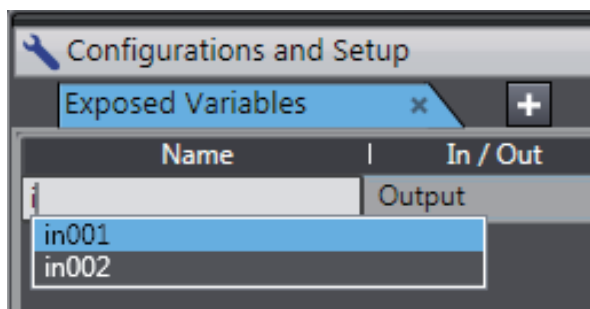 Configurations and Setup
Exposed Variables
Name In / Out
i Output
in001
in002